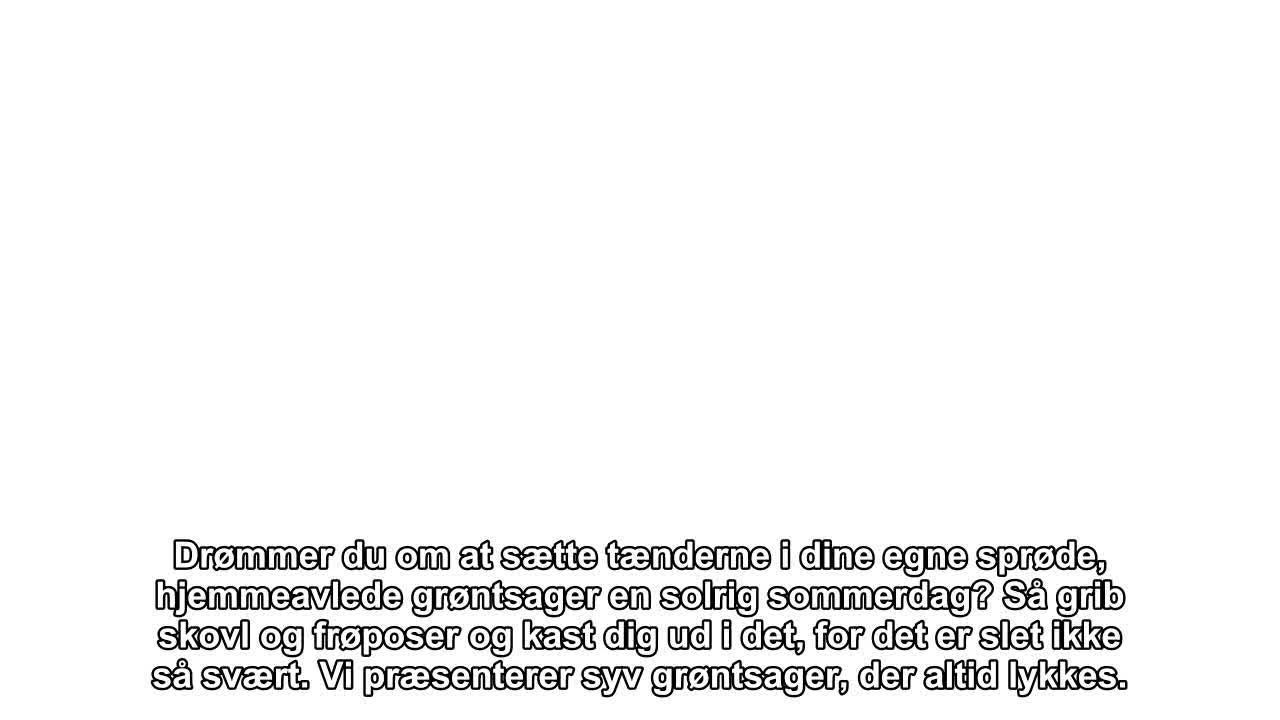 Drømmer du om at sætte tænderne i dine egne sprøde,
hjemmeavlede grøntsager en solrig sommerdag? Så grib
skovl og frøposer og kast dig ud i det, for det er slet ikke
så svært. Vi præsenterer syv grøntsager, der altid lykkes.